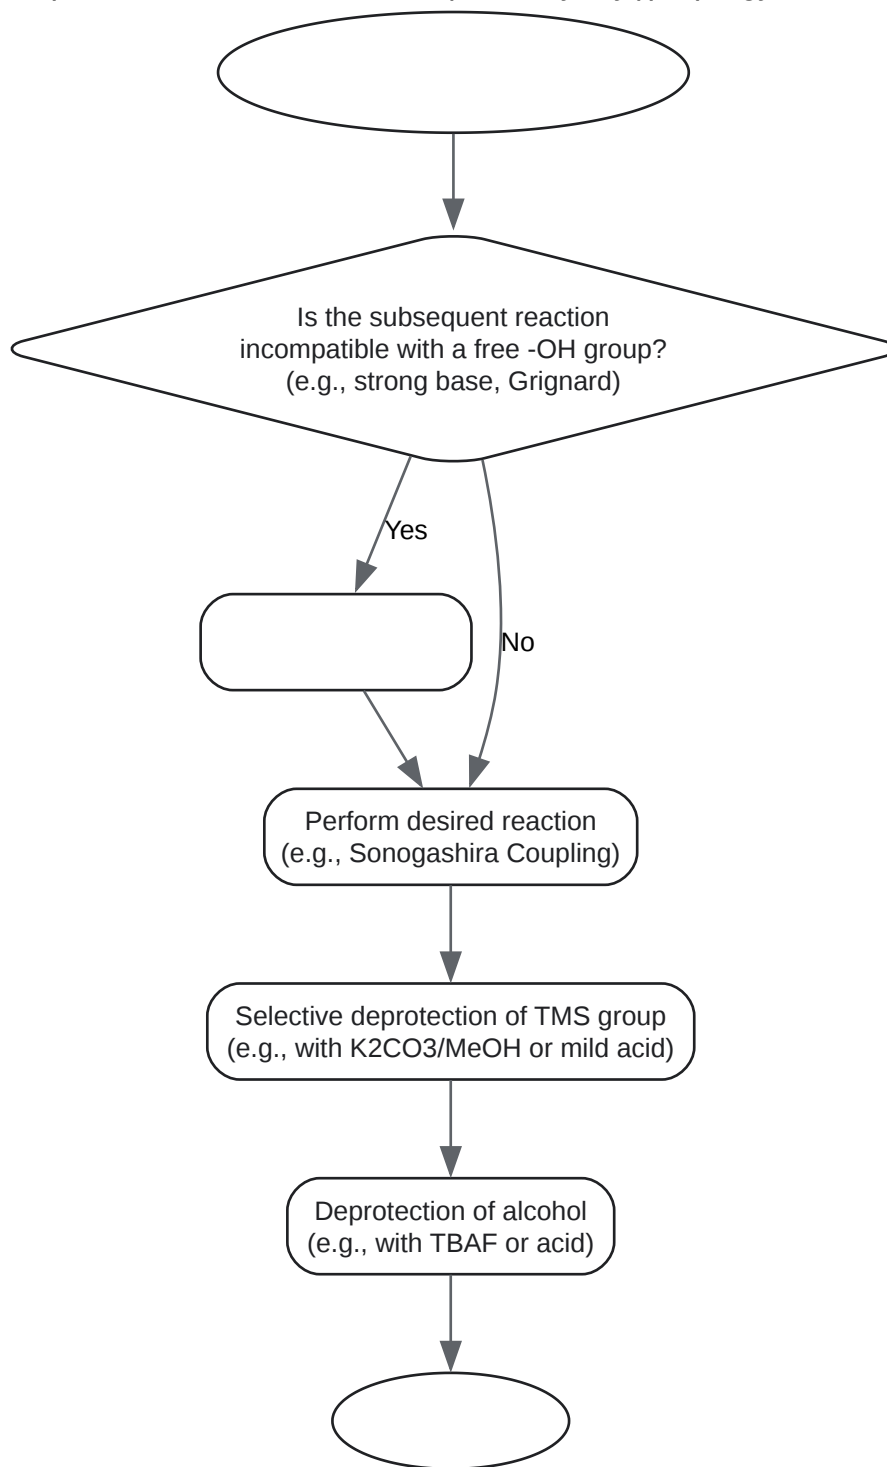 Is the subsequent reaction
incompatible with a free -OH group?
(e.g., strong base, Grignard)
Yes
No
Perform desired reaction
(e.g., Sonogashira Coupling)
Selective deprotection of TMS group
(e.g., with K2CO3/MeOH or mild acid)
Deprotection of alcohol
(e.g., with TBAF or acid)